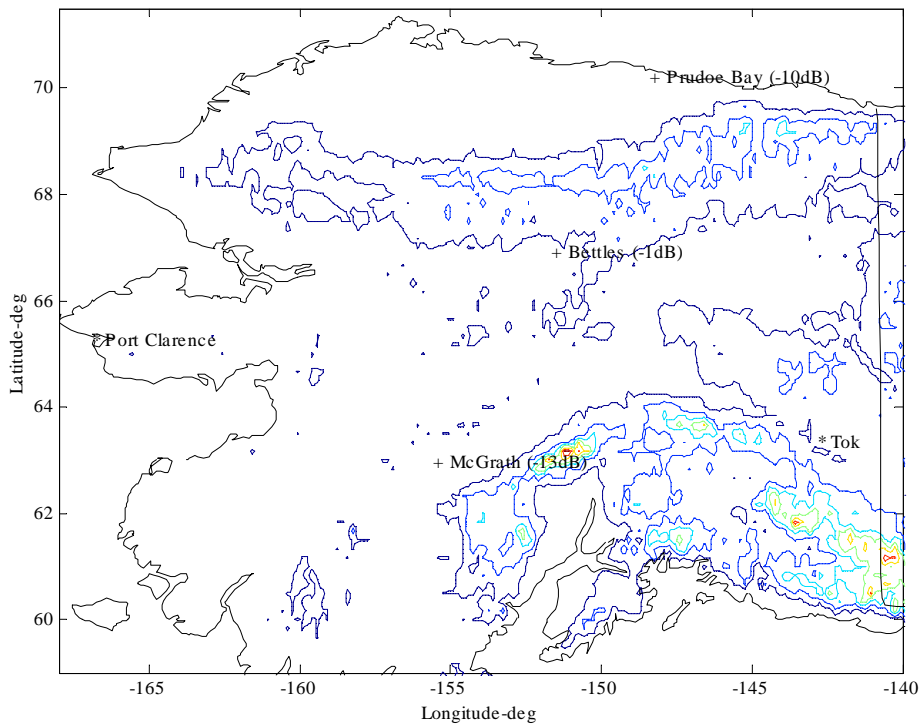 70
+ Prudoe Bay (-10dB)
68
+ Bettles (-1dB)
66
* Port Clarence
64
* Tok
+ McGrath (-13dB)
62
60
Latitude-deg
-165
-160
-155
-150
-145
-140
Longitude-deg